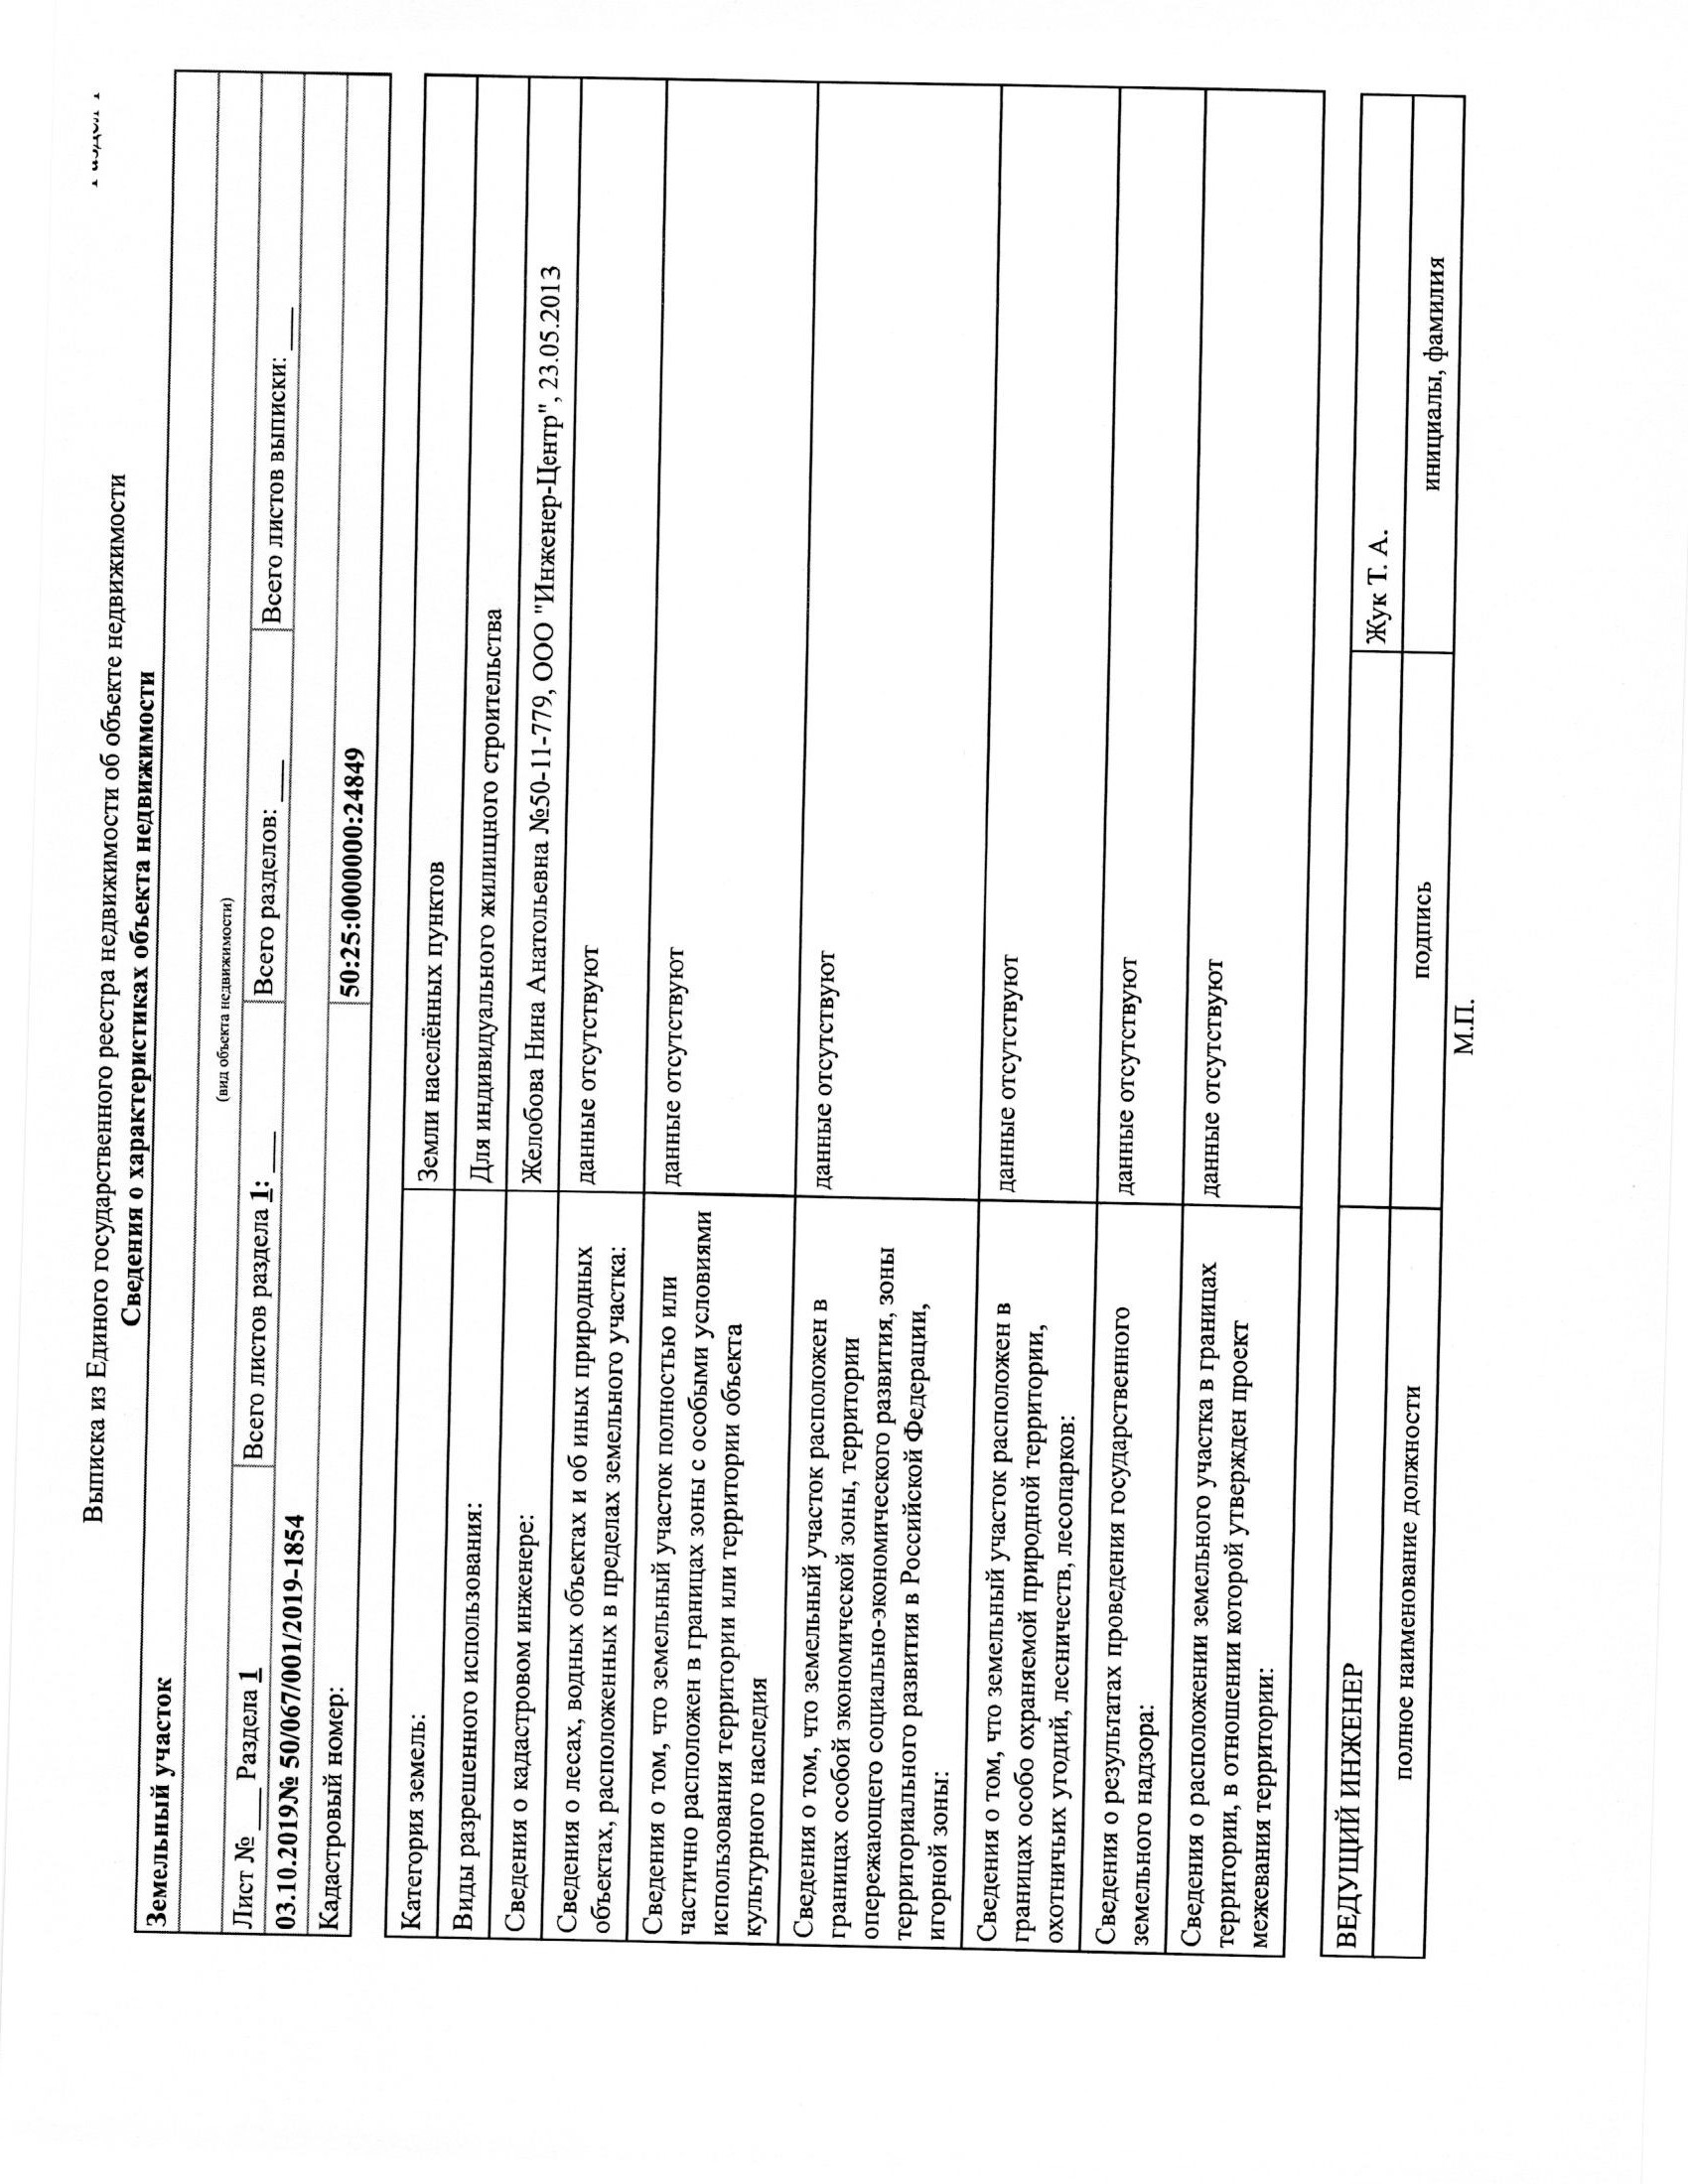 Раздел 1
Выписка из Единого государственного реестра недвижимости об объекте недвижимости
Сведения о характеристиках объекта недвижимости
Земельный участок
(вид объекта недвижимости)
Лист № ___ Раздела 1 Всего листов раздела 1: ___ Всего разделов: ___ Всего листов выписки: ___
03.10.2019№ 50/067/001/2019-1854
Кадастровый номер: 50:25:0000000:24849
Категория земель: Земли населённых пунктов
Виды разрешенного использования: Для индивидуального жилищного строительства
Сведения о кадастровом инженере: Желобова Нина Анатольевна №50-11-779, ООО "Инженер-Центр", 23.05.2013
Сведения о лесах, водных объектах и об иных природных данные отсутствуют
объектах, расположенных в пределах земельного участка:
Сведения о том, что земельный участок полностью или данные отсутствуют
частично расположен в границах зоны с особыми условиями
использования территории или территории объекта
культурного наследия
Сведения о том, что земельный участок расположен в данные отсутствуют
границах особой экономической зоны, территории
опережающего социально-экономического развития, зоны
территориального развития в Российской Федерации,
игорной зоны:
Сведения о том, что земельный участок расположен в данные отсутствуют
границах особо охраняемой природной территории,
охотничьих угодий, лесничеств, лесопарков:
Сведения о результатах проведения государственного данные отсутствуют
земельного надзора:
Сведения о расположении земельного участка в границах данные отсутствуют
территории, в отношении которой утвержден проект
межевания территории:
ВЕДУЩИЙ ИНЖЕНЕР Жук Т. А.
полное наименование должности подпись инициалы, фамилия
М.П.